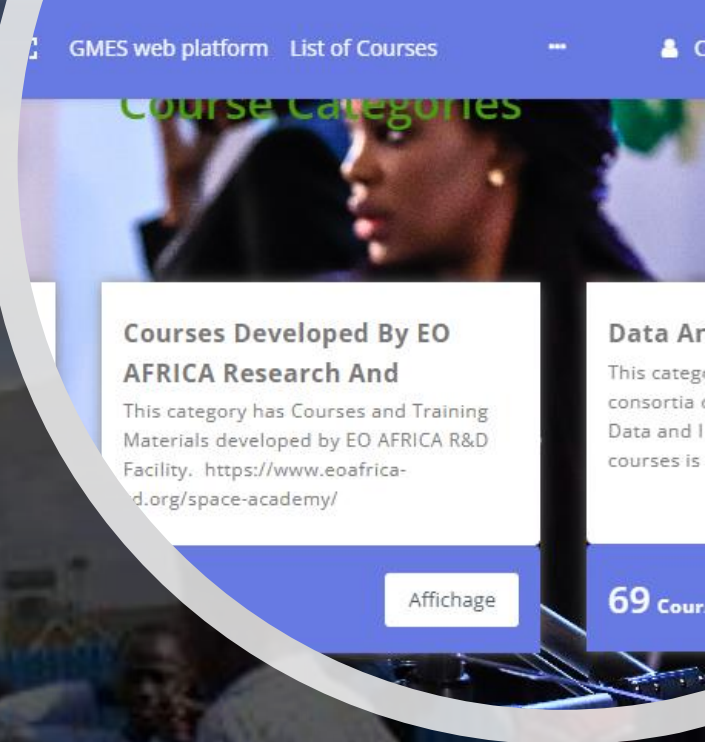 GMES web platform List of Courses
Course Categories
Courses Developed By EO
AFRICA Research And
This category has Courses and Training
Materials developed by EO AFRICA R&D
Facility. https://www.eoafrica-
d.org/space-academy/
Affichage
Data
This
consortia
Data and
courses is
69